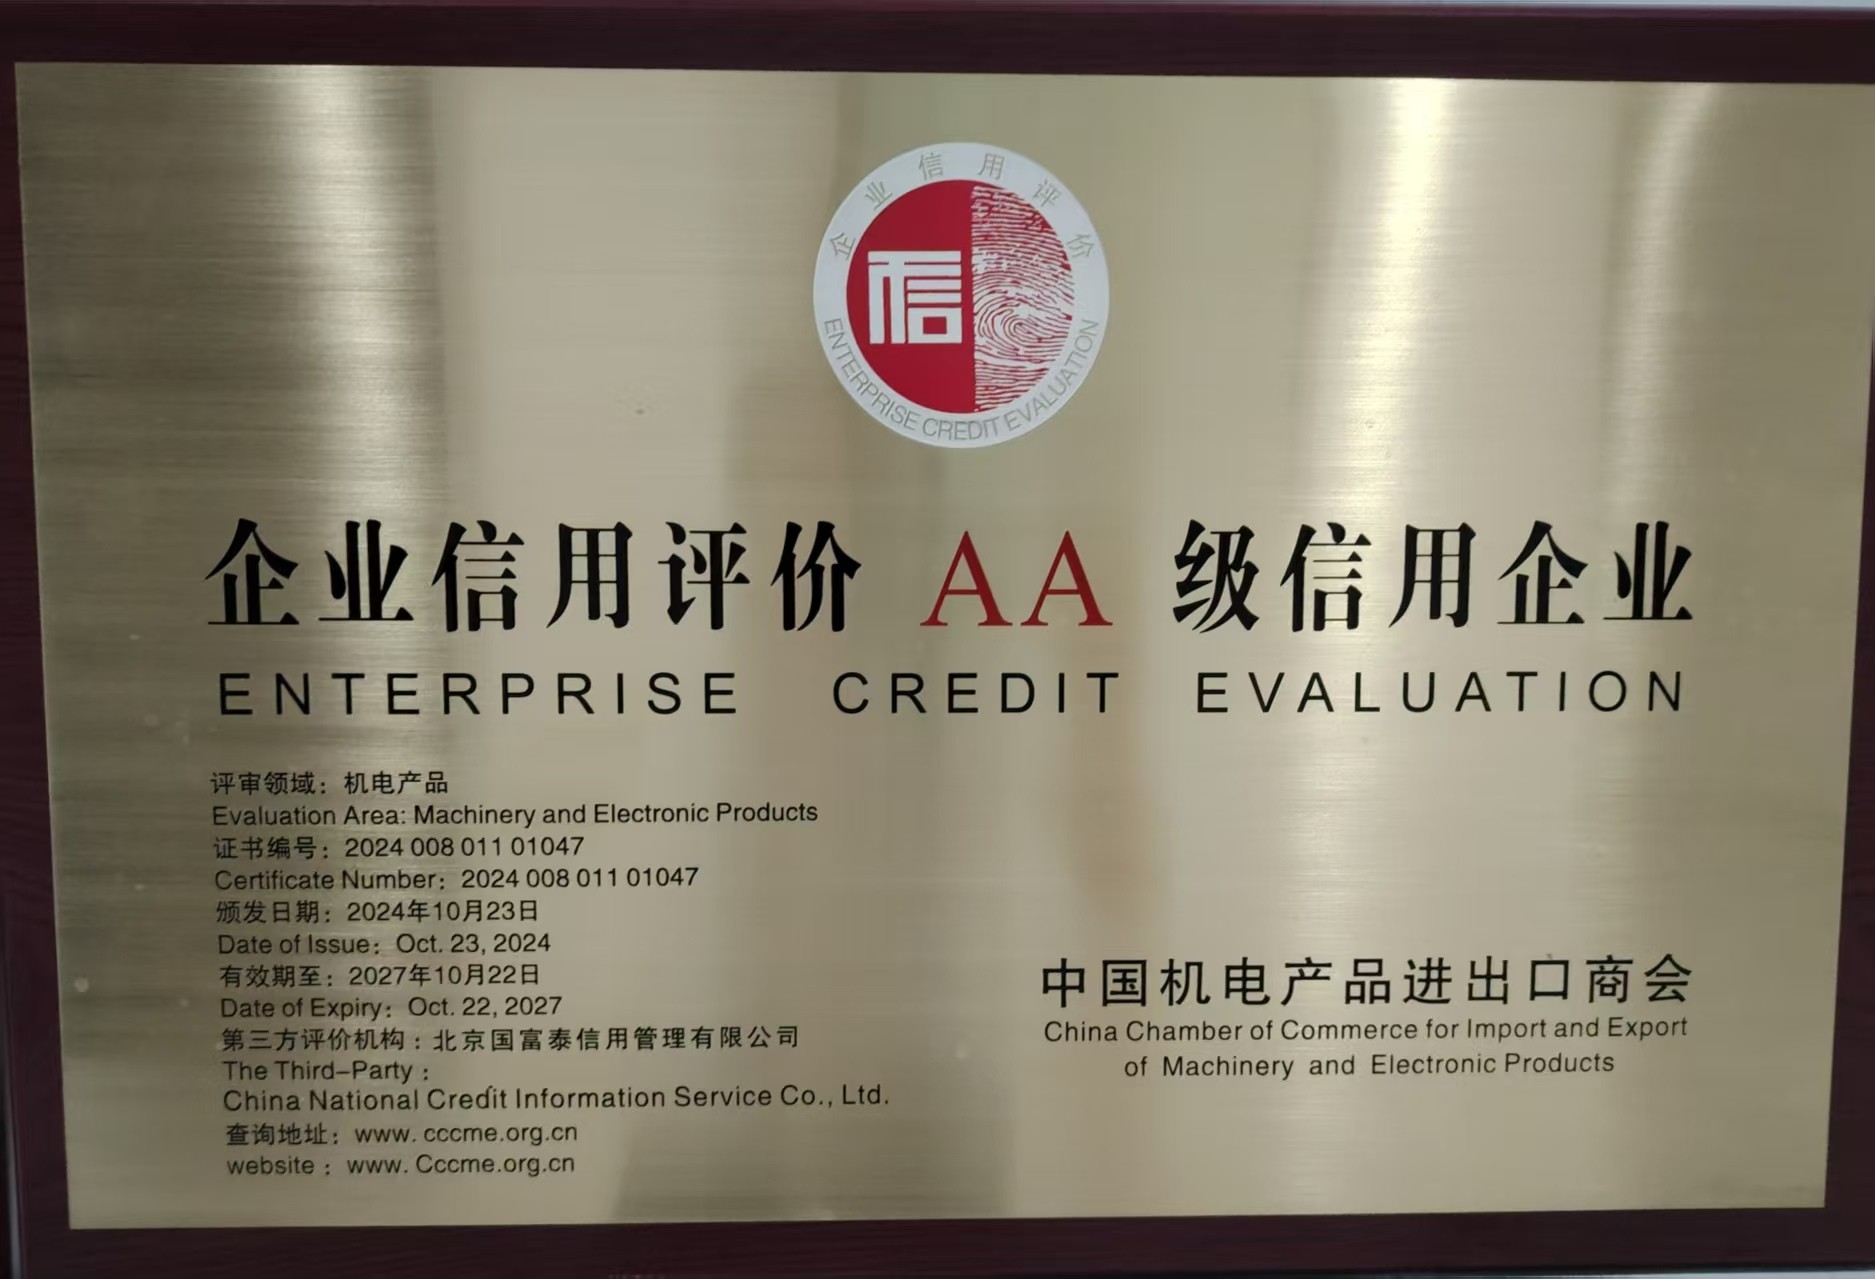 企业信用评价
信
ENTERPRISE CREDIT EVALUATION
企业信用评价 AA 级信用企业
ENTERPRISE CREDIT EVALUATION
评审领域：机电产品
Evaluation Area: Machinery and Electronic Products
证书编号：2024 008 011 01047
Certificate Number：2024 008 011 01047
颁发日期：2024年10月23日
Date of Issue：Oct. 23, 2024
有效期至：2027年10月22日
Date of Expiry：Oct. 22, 2027
第三方评价机构：北京国富泰信用管理有限公司
The Third-Party：
China National Credit Information Service Co., Ltd.
查询地址：www. cccme.org.cn
website：www. Cccme.org.cn
中国机电产品进出口商会
China Chamber of Commerce for Import and Export
of Machinery and Electronic Products